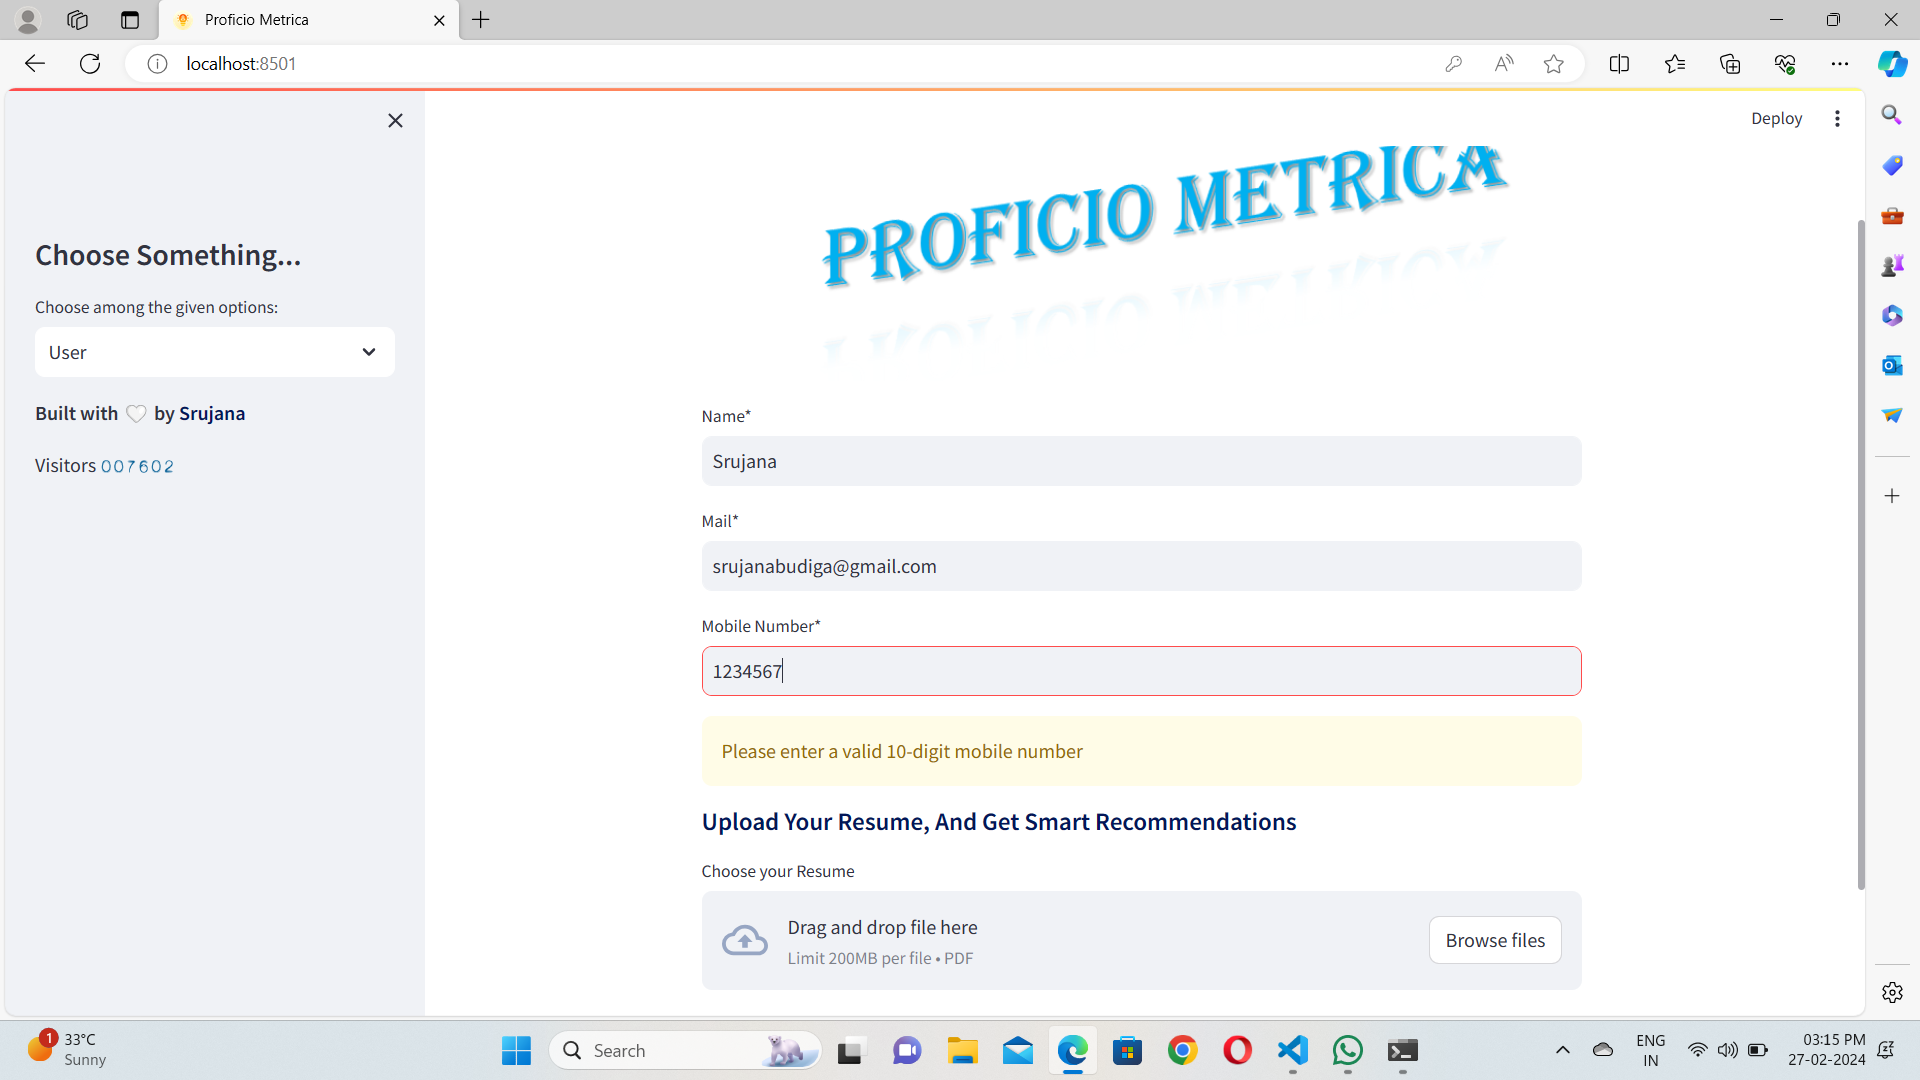 Proficio Metrica
localhost:8501
Deploy
PROFICIO METRICA
Choose Something...
Choose among the given options:
User
Built with 🤍 by Srujana
Visitors 007602
Name*
Srujana
Mail*
srujanabudiga@gmail.com
Mobile Number*
1234567
Please enter a valid 10-digit mobile number
Upload Your Resume, And Get Smart Recommendations
Choose your Resume
Drag and drop file here
Limit 200MB per file • PDF
Browse files
1
33°C
Sunny
Search
ENG
IN
03:15 PM
27-02-2024